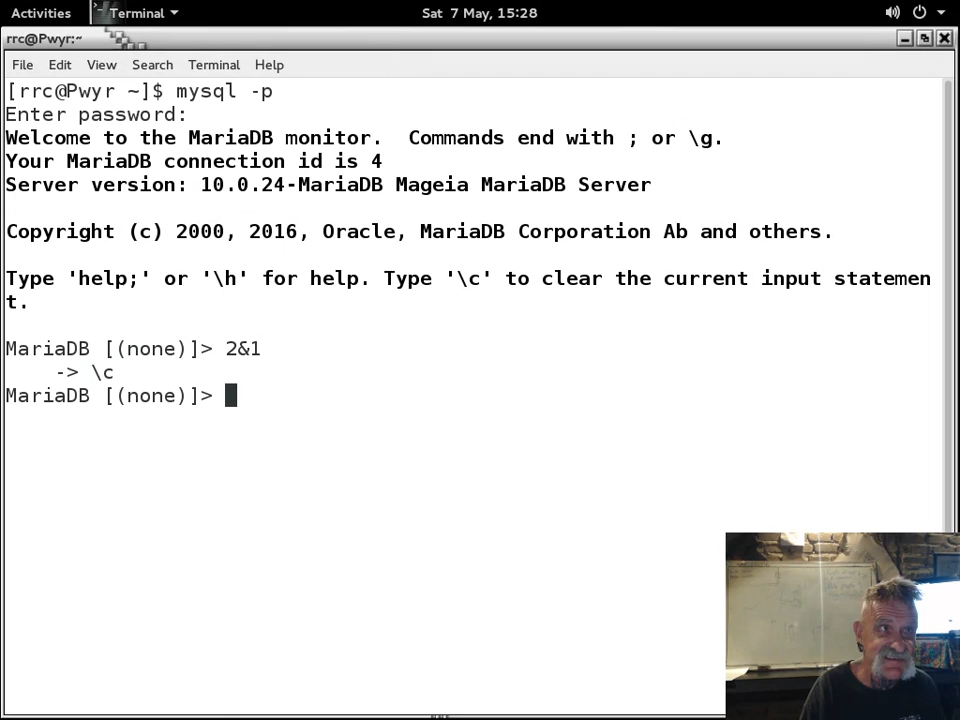 Activities Terminal Sat 7 May, 15:28
rrc@Pwyr:~
File Edit View Search Terminal Help
[rrc@Pwyr ~]$ mysql -p
Enter password:
Welcome to the MariaDB monitor.  Commands end with ; or \g.
Your MariaDB connection id is 4
Server version: 10.0.24-MariaDB Mageia MariaDB Server
Copyright (c) 2000, 2016, Oracle, MariaDB Corporation Ab and others.
Type 'help;' or '\h' for help. Type '\c' to clear the current input statemen
t.
MariaDB [(none)]> 2&1
    -> \c
MariaDB [(none)]>